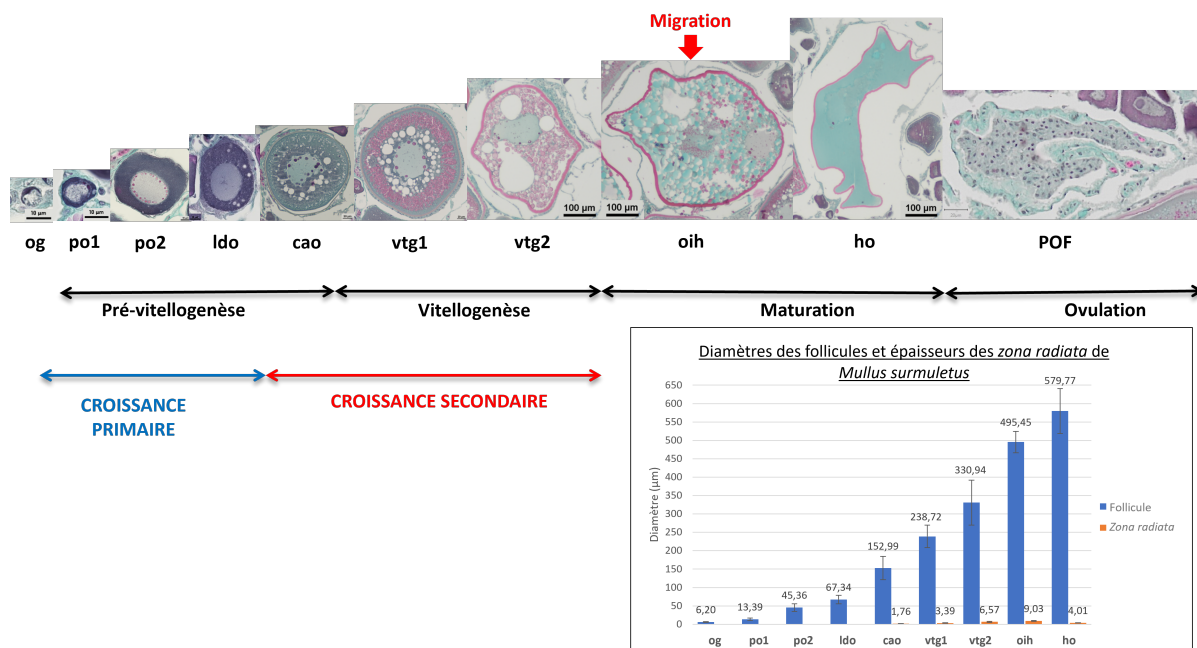 Migration
10 µm
10 µm
100 µm
100 µm
100 µm
og po1 po2 ldo cao vtg1 vtg2 oih ho POF
Pré-vitellogenèse Vitellogenèse Maturation Ovulation
CROISSANCE
PRIMAIRE
CROISSANCE SECONDAIRE
Diamètres des follicules et épaisseurs des zona radiata de
Mullus surmuletus
Diamètre (µm)
650
600
550
500
450
400
350
300
250
200
150
100
50
0
6,20
13,39
45,36
67,34
152,99
1,76
238,72
3,39
330,94
6,57
495,45
9,03
579,77
4,01
og po1 po2 ldo cao vtg1 vtg2 oih ho
Follicule
Zona radiata